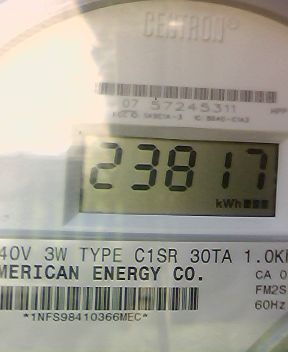 CENTRON®
07 57245311
23817
kWh
40V 3W TYPE C1SR 30TA 1.0K
MERICAN ENERGY CO.
CA 0
FM2S
60Hz
*1NFS98410366MEC*